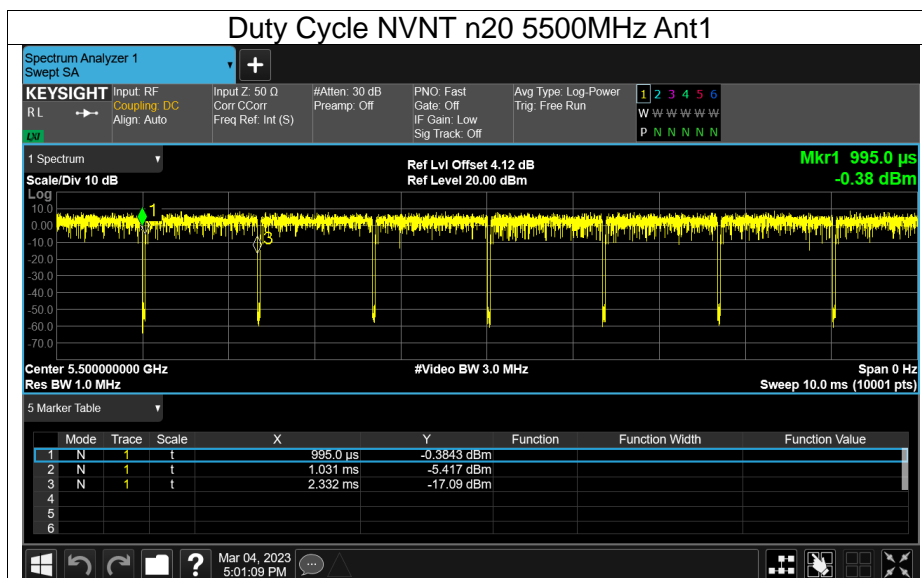 Duty Cycle NVNT n20 5500MHz Ant1
Spectrum Analyzer 1
Swept SA
+
KEYSIGHT Input: RF Input Z: 50 Ω #Atten: 30 dB PNO: Fast Avg Type: Log-Power 1 2 3 4 5 6
R L Coupling: DC Corr CCorr Preamp: Off Gate: Off Trig: Free Run W W W W W W
Align: Auto Freq Ref: Int (S) IF Gain: Low
LXI Sig Track: Off P N N N N N
1 Spectrum Ref Lvl Offset 4.12 dB Mkr1 995.0 µs
Scale/Div 10 dB Ref Level 20.00 dBm -0.38 dBm
Log
10.0 1
0.00
-10.0 3
-20.0
-30.0
-40.0
-50.0
-60.0
-70.0
Center 5.500000000 GHz #Video BW 3.0 MHz Span 0 Hz
Res BW 1.0 MHz Sweep 10.0 ms (10001 pts)
5 Marker Table
Mode Trace Scale X Y Function Function Width Function Value
1 N 1 t 995.0 µs -0.3843 dBm
2 N 1 t 1.031 ms -5.417 dBm
3 N 1 t 2.332 ms -17.09 dBm
4
5
6
? Mar 04, 2023
5:01:09 PM